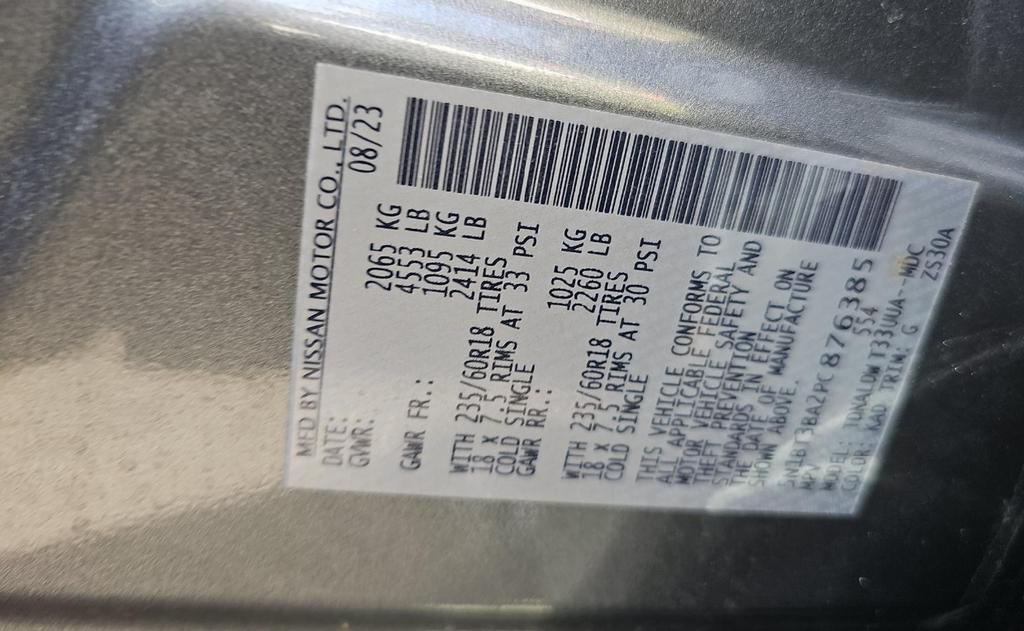 MFD BY NISSAN MOTOR CO., LTD.
DATE: 08/23
GVWR: 2065 KG
4553 LB
GAWR FR.: 1095 KG
2414 LB
WITH 235/60R18 TIRES
18 X 7.5 RIMS AT 33 PSI
COLD SINGLE
GAWR RR.: 1025 KG
2260 LB
WITH 235/60R18 TIRES
18 X 7.5 RIMS AT 30 PSI
COLD SINGLE
THIS VEHICLE CONFORMS TO
ALL APPLICABLE FEDERAL
MOTOR VEHICLE SAFETY AND
THEFT PREVENTION
STANDARDS IN EFFECT ON
THE DATE OF MANUFACTURE
SHOWN ABOVE.
5N1BT3BA2PC876385
MPV 554
MODEL: UUA--MDC
COLOR: KAD TRIM: G ZS30A